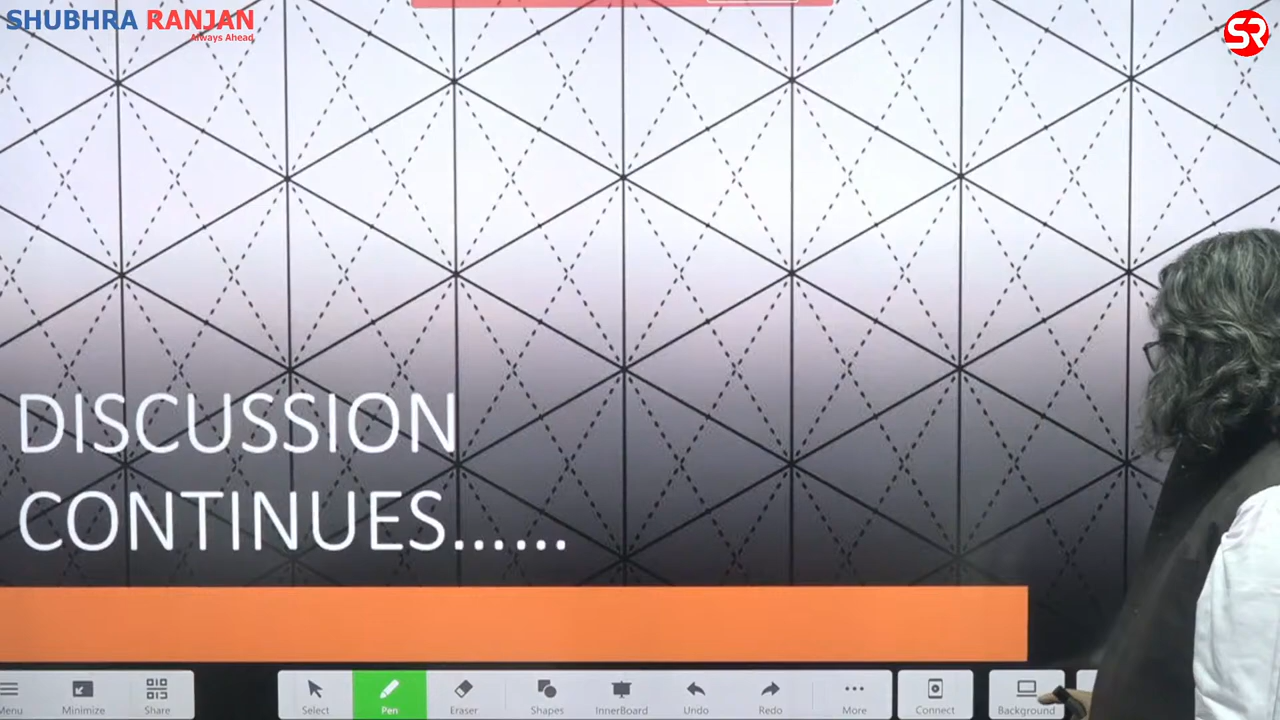 SHUBHRA RANJAN
Always Ahead
SR
DISCUSSION
CONTINUES......
Menu
Minimize
Share
Select
Pen
Eraser
Shapes
InnerBoard
Undo
Redo
More
Connect
Background